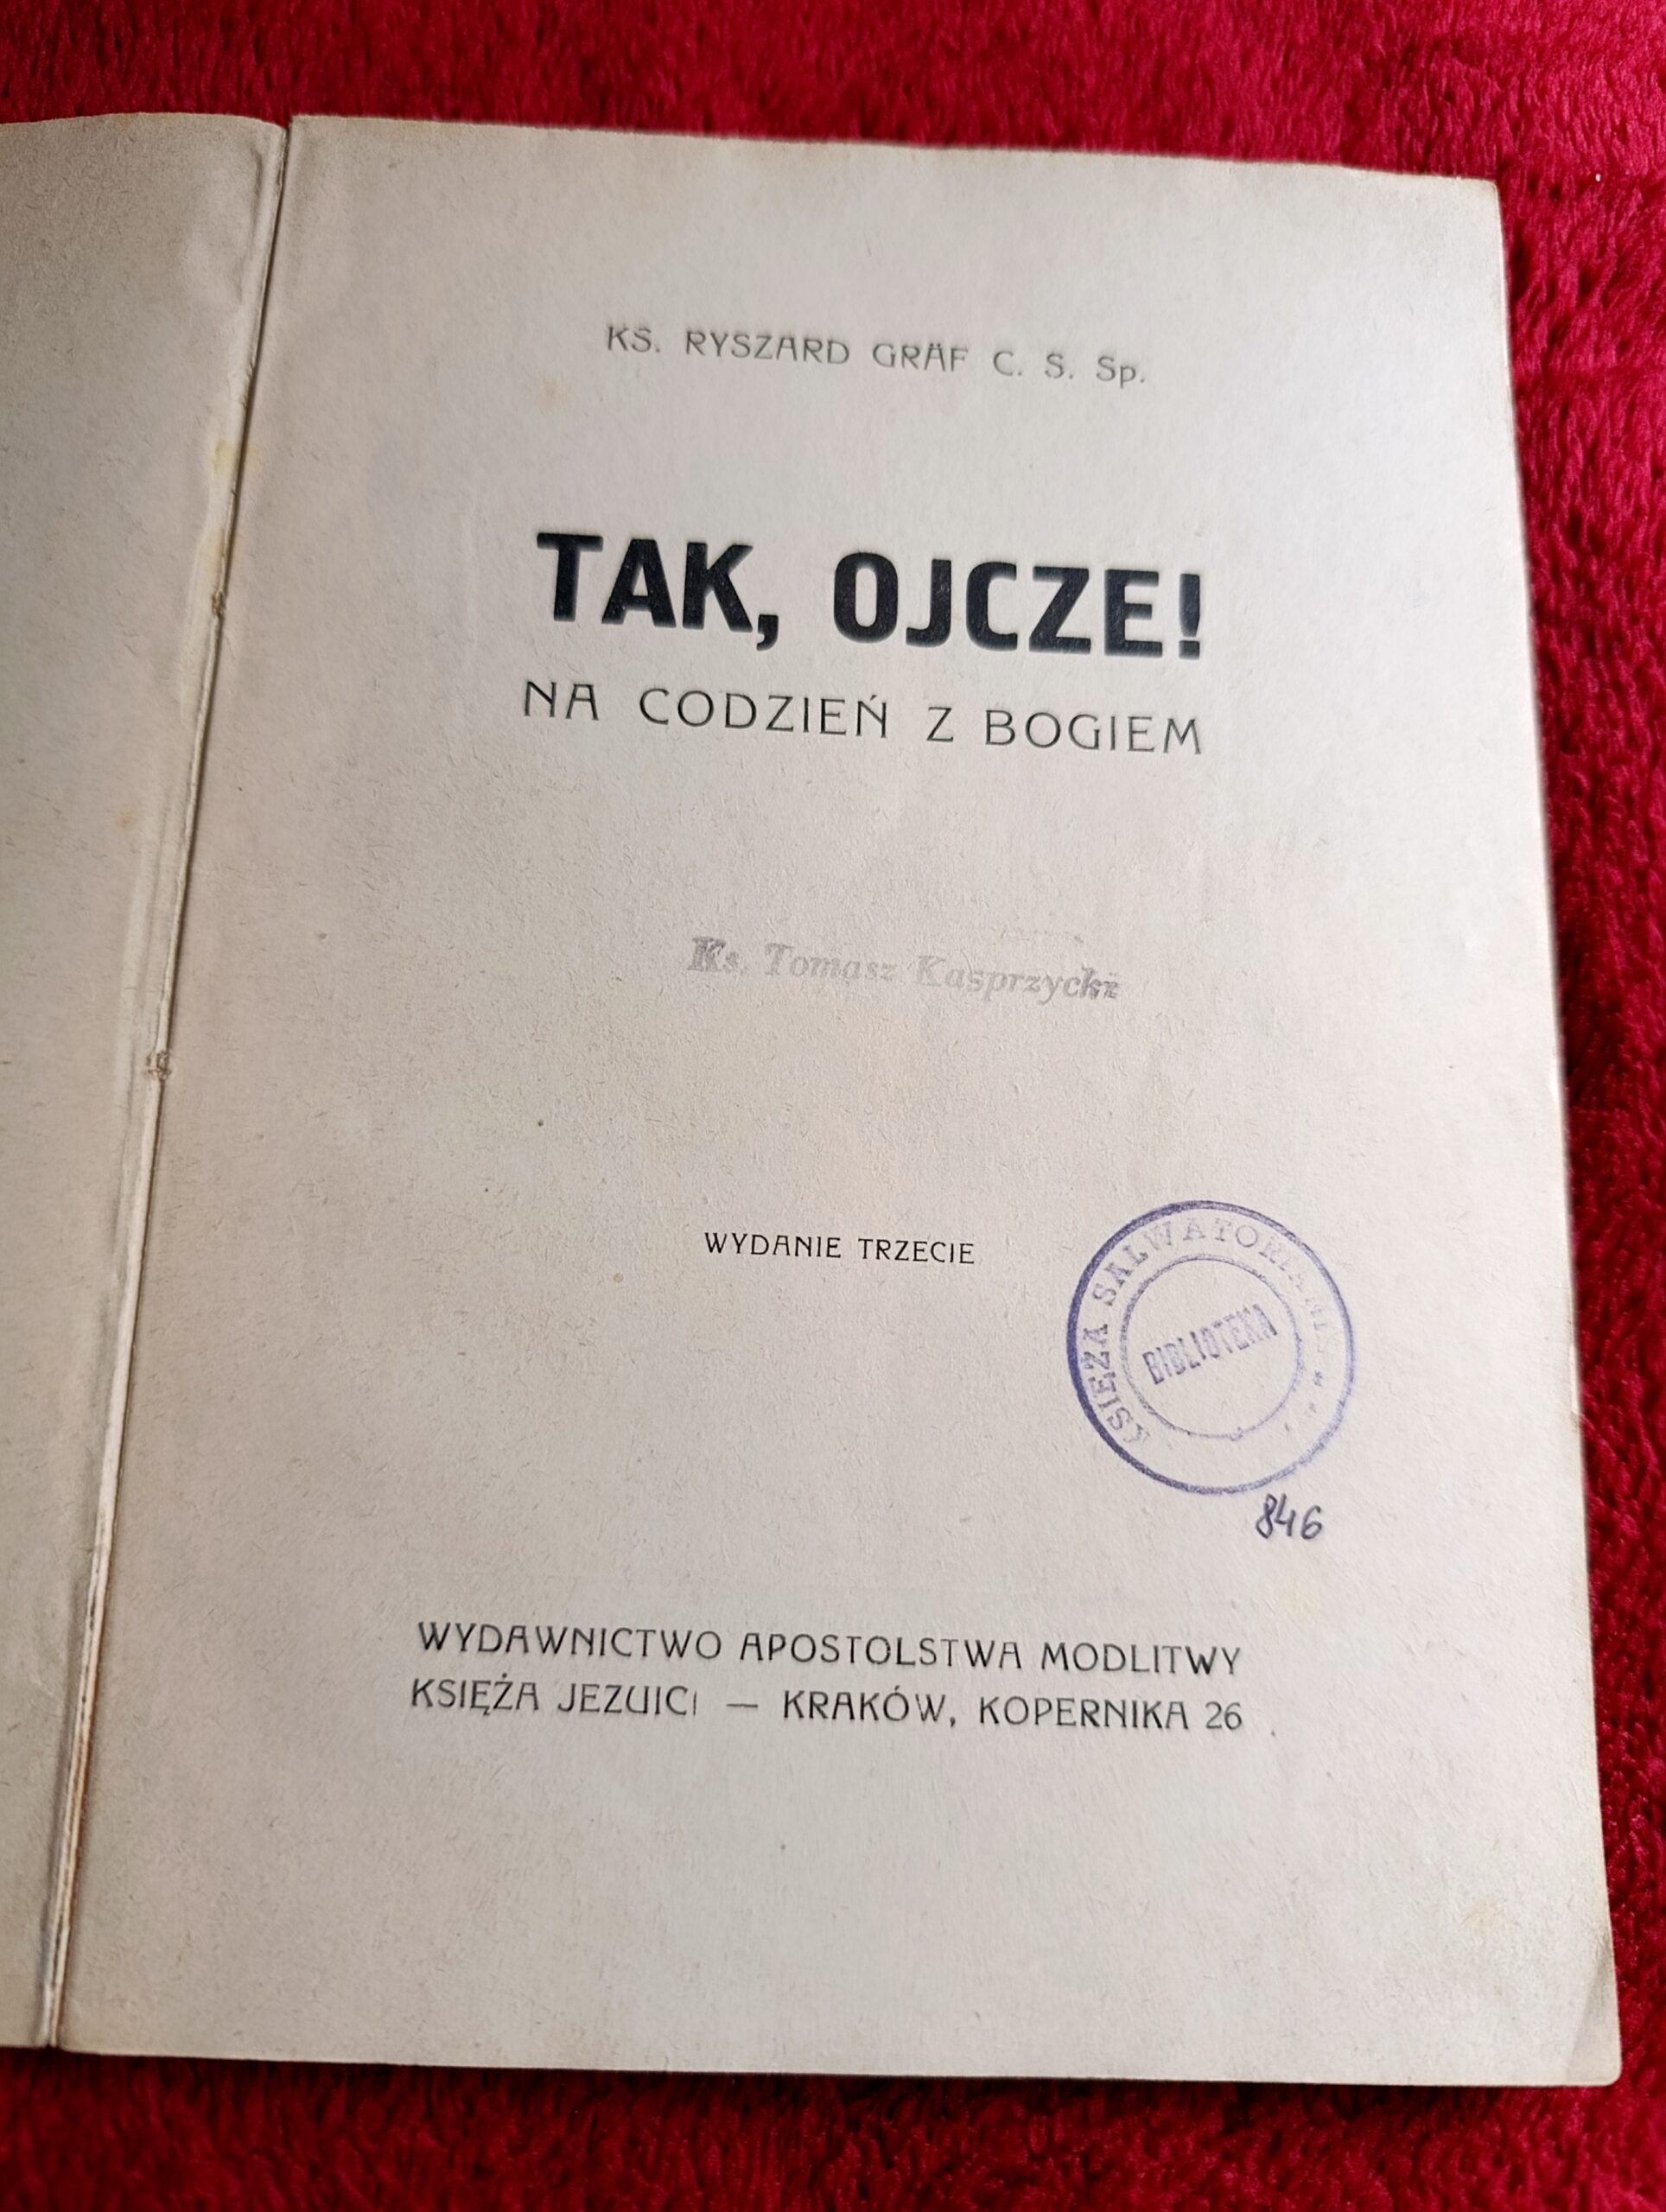 KS. RYSZARD GRÄF C. S. Sp.
TAK, OJCZE!
NA CODZIEŃ Z BOGIEM
Ks. Tomasz Kasprzycki
WYDANIE TRZECIE
KSIĘŻA SALWATORIANIE
BIBLIOTEKA
846
WYDAWNICTWO APOSTOLSTWA MODLITWY
KSIĘŻA JEZUICI — KRAKÓW, KOPERNIKA 26